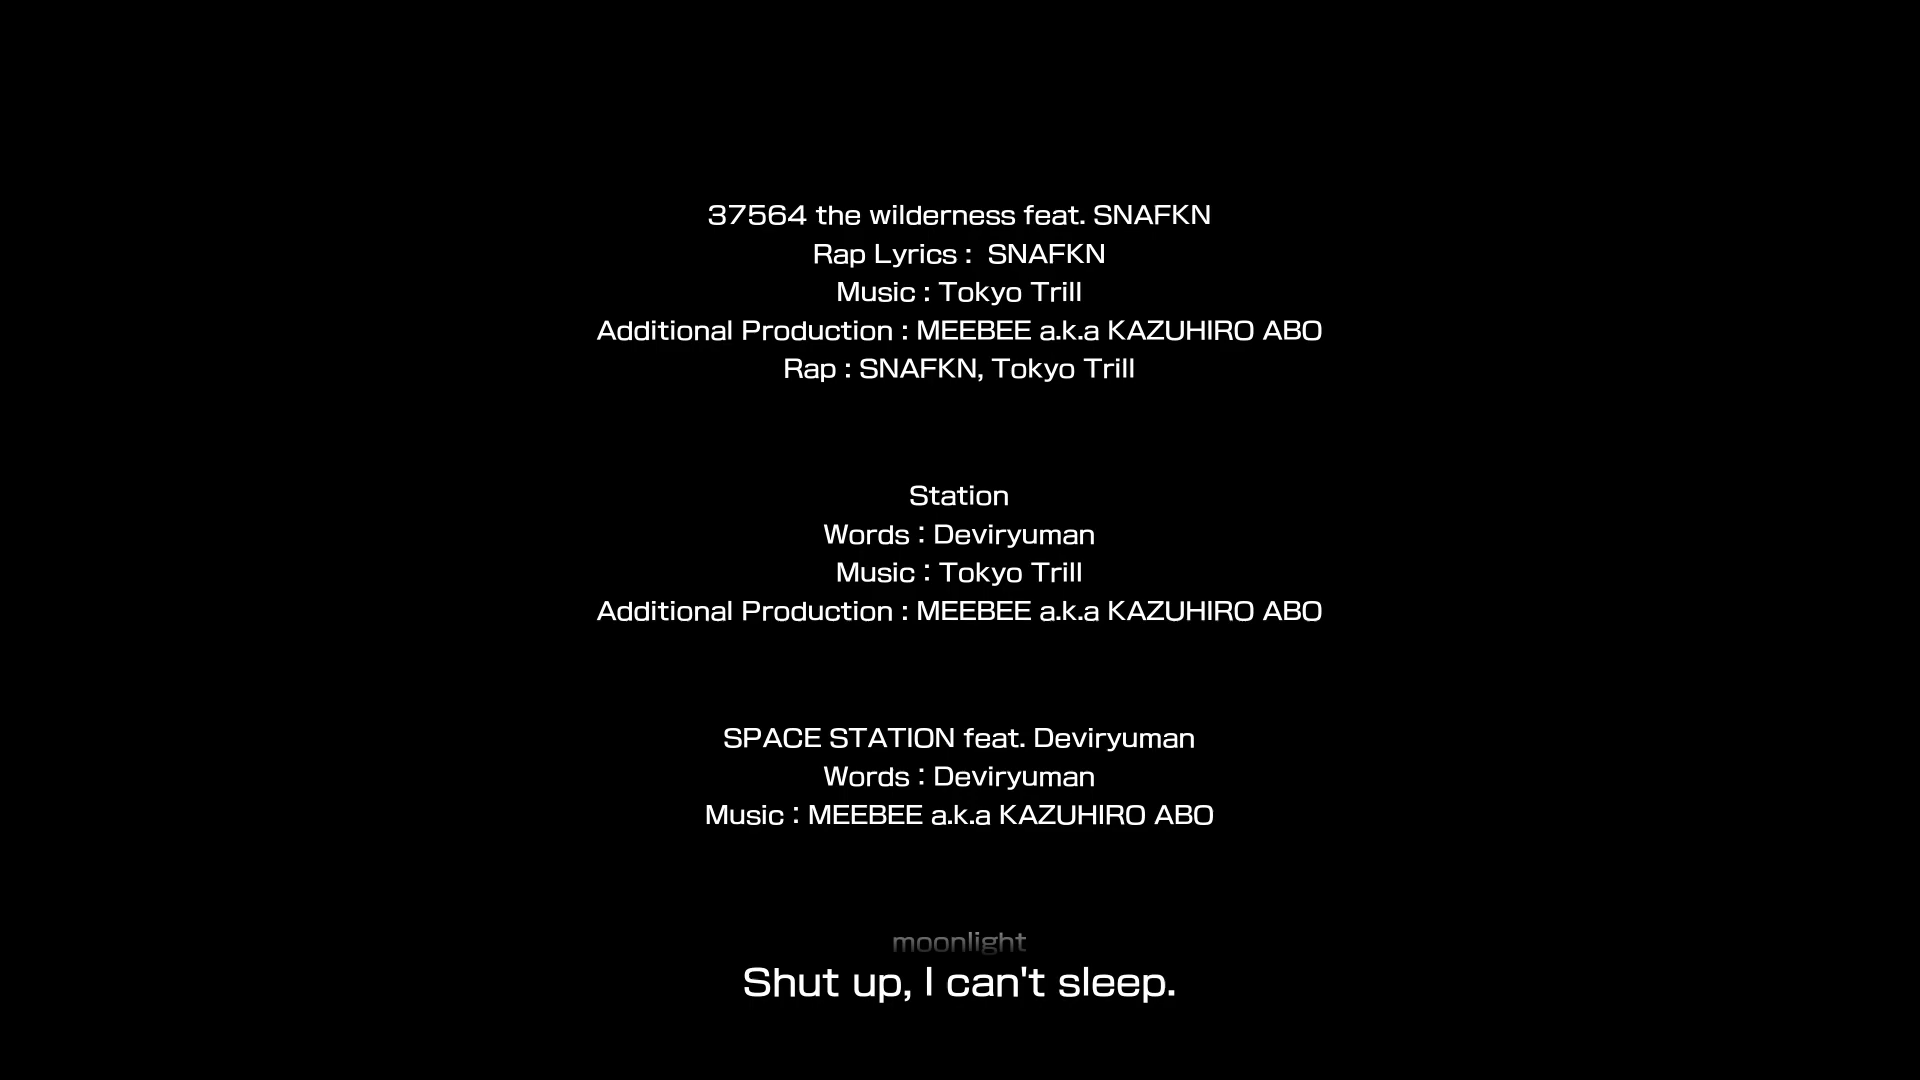 37564 the wilderness feat. SNAFKN
Rap Lyrics :  SNAFKN
Music : Tokyo Trill
Additional Production : MEEBEE a.k.a KAZUHIRO ABO
Rap : SNAFKN, Tokyo Trill
Station
Words : Deviryuman
Music : Tokyo Trill
Additional Production : MEEBEE a.k.a KAZUHIRO ABO
SPACE STATION feat. Deviryuman
Words : Deviryuman
Music : MEEBEE a.k.a KAZUHIRO ABO
moonlight
Shut up, I can't sleep.